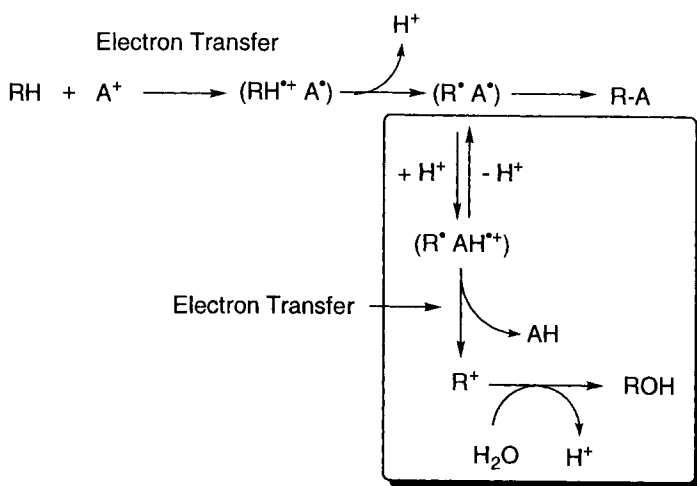 H⁺
Electron Transfer
RH + A⁺ (RH•⁺ A•) (R• A•) R-A
+ H⁺ - H⁺
(R• AH•⁺)
Electron Transfer
AH
R⁺ ROH
H₂O H⁺